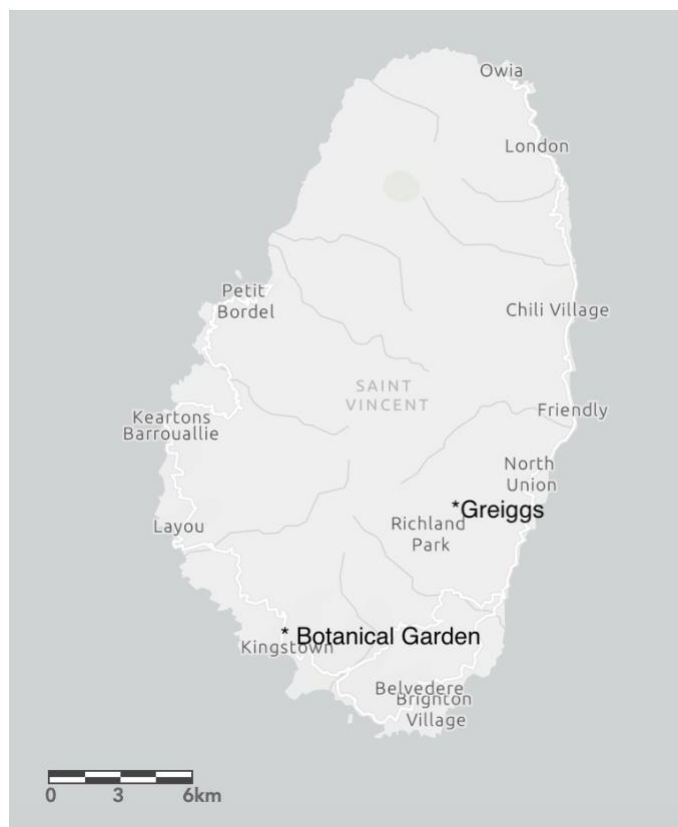 Owia
London
Petit
Bordel
Chili Village
SAINT
VINCENT
Friendly
Keartons
Barrouallie
North
Union
*Greiggs
Richland
Park
Layou
* Botanical Garden
Kingstown
Belvedere
Brighton
Village
0 3 6km